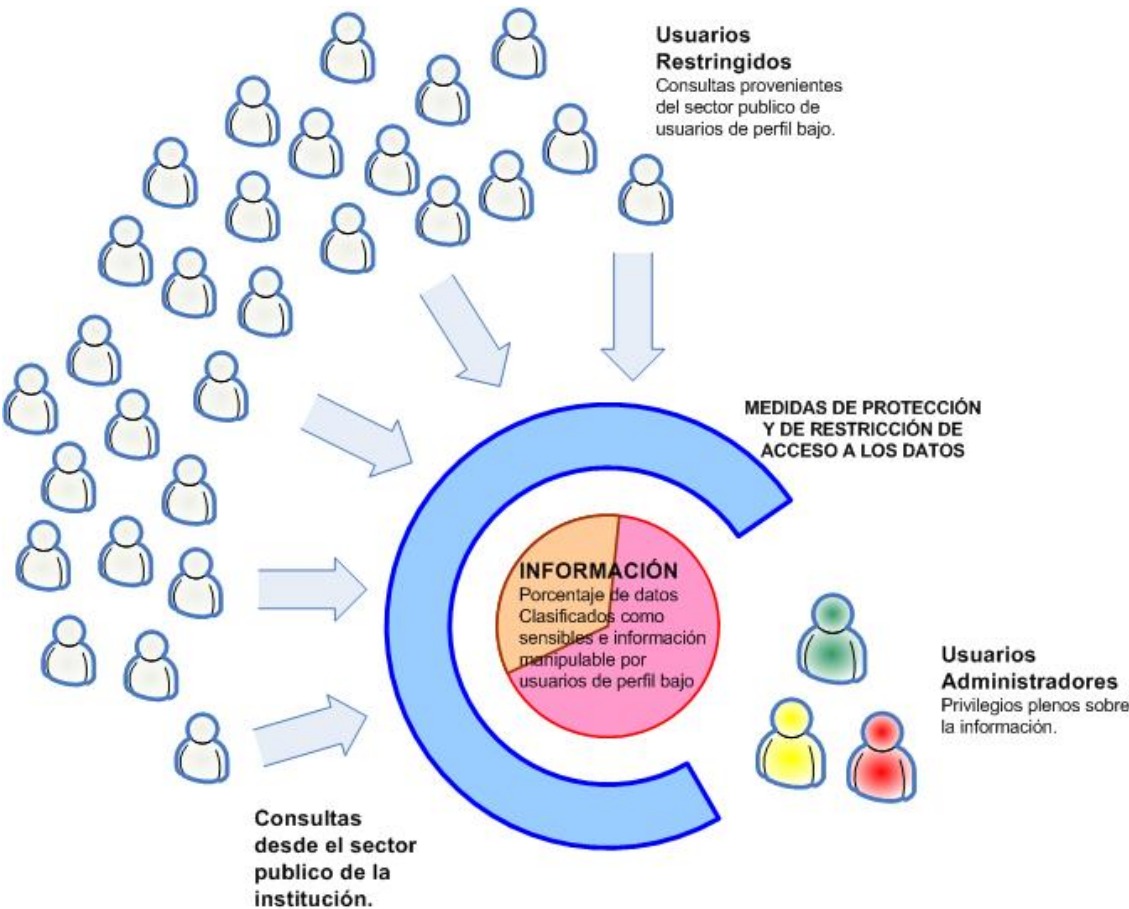 Usuarios
Restringidos
Consultas provenientes
del sector publico de
usuarios de perfil bajo.
MEDIDAS DE PROTECCIÓN
Y DE RESTRICCIÓN DE
ACCESO A LOS DATOS
INFORMACIÓN
Porcentaje de datos
Clasificados como
sensibles e información
manipulable por
usuarios de perfil bajo
Usuarios
Administradores
Privilegios plenos sobre
la información.
Consultas
desde el sector
publico de la
institución.